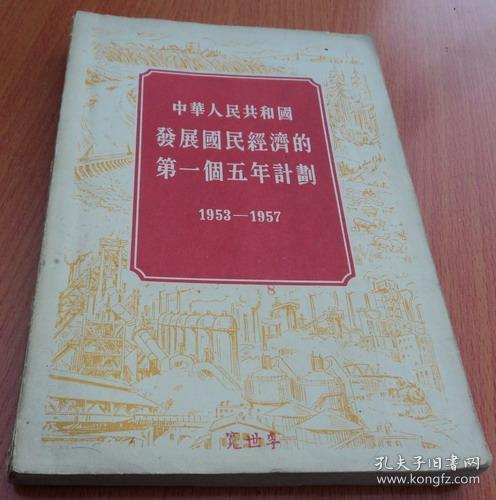 中華人民共和國
發展國民經濟的
第一個五年計劃
1953—1957
8
孔夫子旧书网
kongfz.com